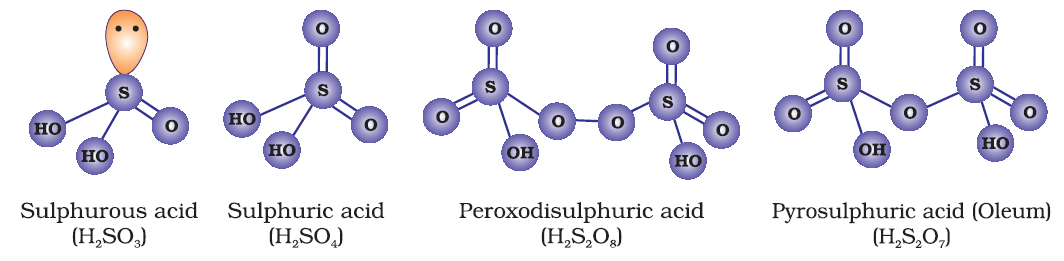 S
HO
HO
O
O
S
HO
HO
O
O
S
O
OH
O
O
O
S
O
HO
O
S
O
OH
O
O
S
O
HO
Sulphurous acid
(H₂SO₃)
Sulphuric acid
(H₂SO₄)
Peroxodisulphuric acid
(H₂S₂O₈)
Pyrosulphuric acid (Oleum)
(H₂S₂O₇)